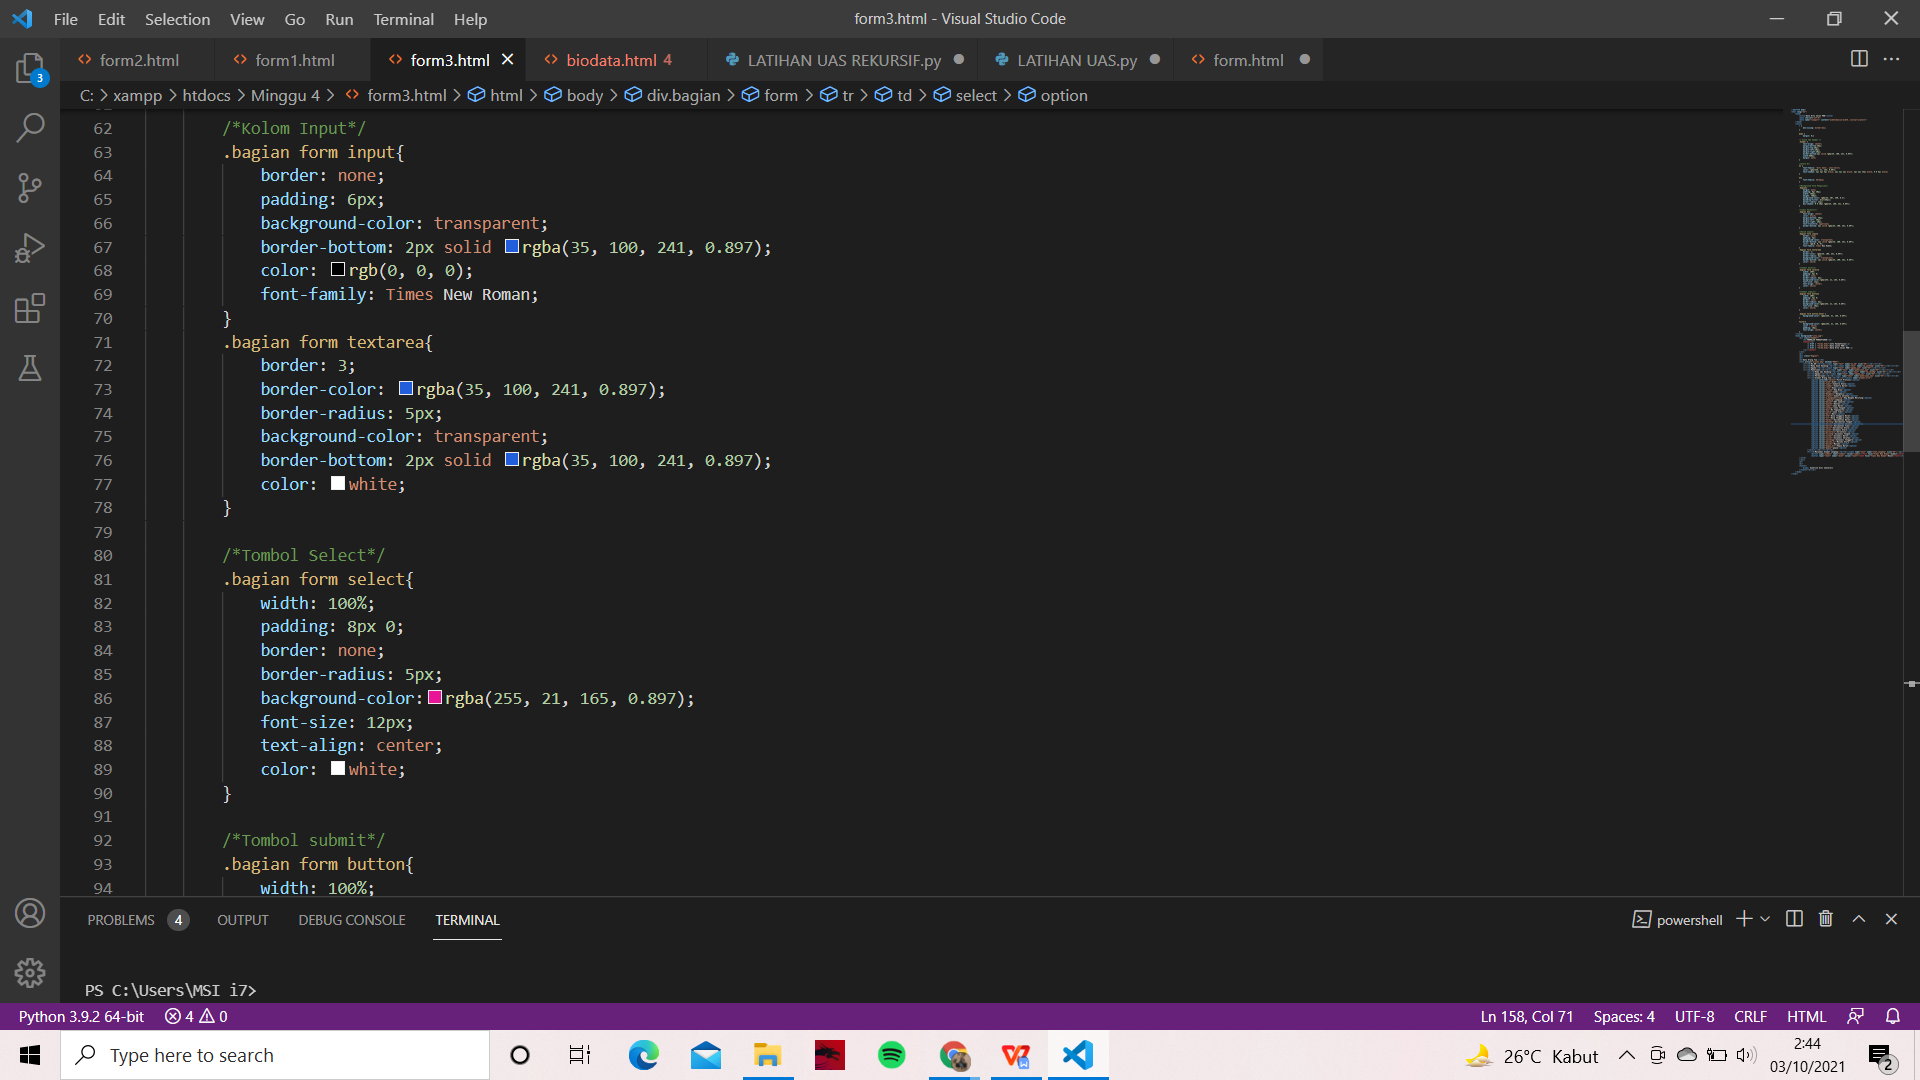 File Edit Selection View Go Run Terminal Help form3.html - Visual Studio Code
form2.html form1.html form3.html biodata.html 4 LATIHAN UAS REKURSIF.py LATIHAN UAS.py form.html
C: > xampp > htdocs > Minggu 4 > form3.html > html > body > div.bagian > form > tr > td > select > option
3
62 /*Kolom Input*/
63 .bagian form input{
64 border: none;
65 padding: 6px;
66 background-color: transparent;
67 border-bottom: 2px solid rgba(35, 100, 241, 0.897);
68 color: rgb(0, 0, 0);
69 font-family: Times New Roman;
70 }
71 .bagian form textarea{
72 border: 3;
73 border-color: rgba(35, 100, 241, 0.897);
74 border-radius: 5px;
75 background-color: transparent;
76 border-bottom: 2px solid rgba(35, 100, 241, 0.897);
77 color: white;
78 }
79
80 /*Tombol Select*/
81 .bagian form select{
82 width: 100%;
83 padding: 8px 0;
84 border: none;
85 border-radius: 5px;
86 background-color: rgba(255, 21, 165, 0.897);
87 font-size: 12px;
88 text-align: center;
89 color: white;
90 }
91
92 /*Tombol submit*/
93 .bagian form button{
94 width: 100%;
PROBLEMS 4 OUTPUT DEBUG CONSOLE TERMINAL powershell
PS C:\Users\MSI i7>
Python 3.9.2 64-bit 4 0 Ln 158, Col 71 Spaces: 4 UTF-8 CRLF HTML
Type here to search 26°C Kabut 2:44
03/10/2021 2